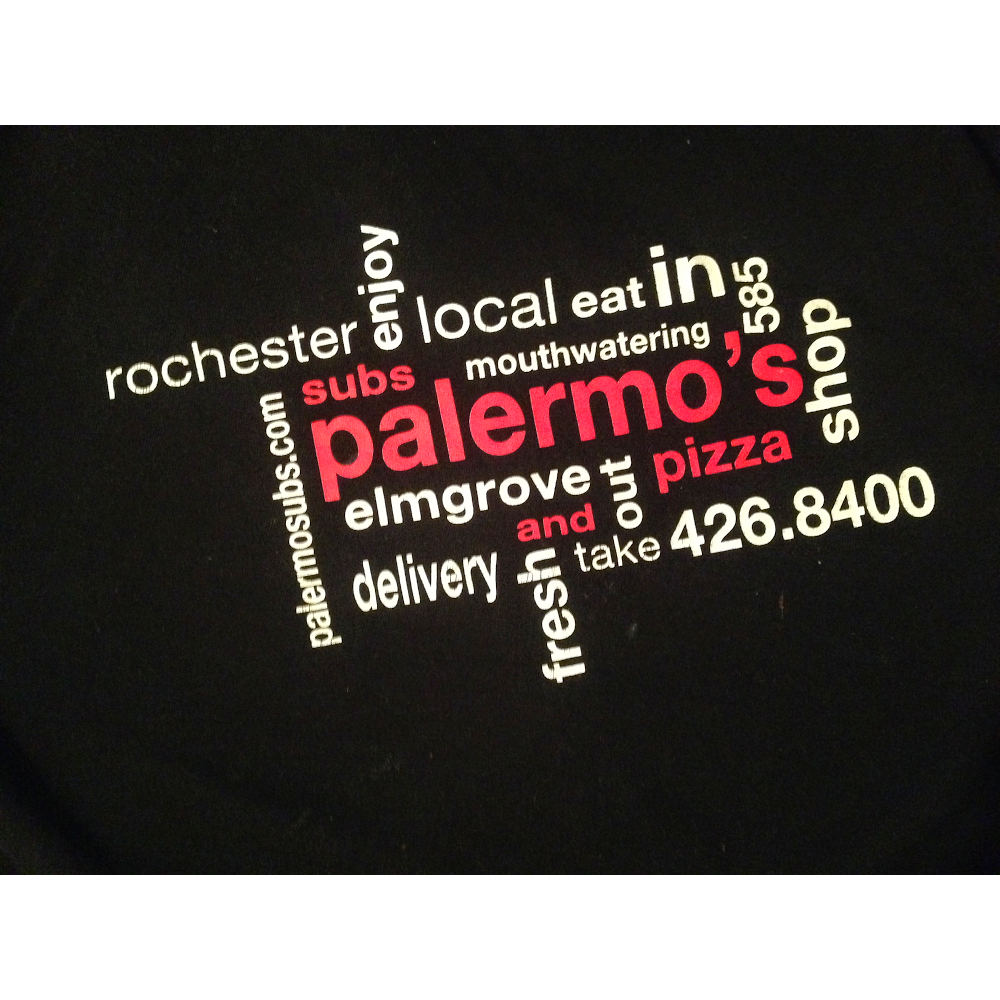 enjoy
rochester
local
eat
in
585
shop
subs
mouthwatering
palermo's
palermosubs.com
elmgrove
and
out
pizza
delivery
fresh
take
426.8400